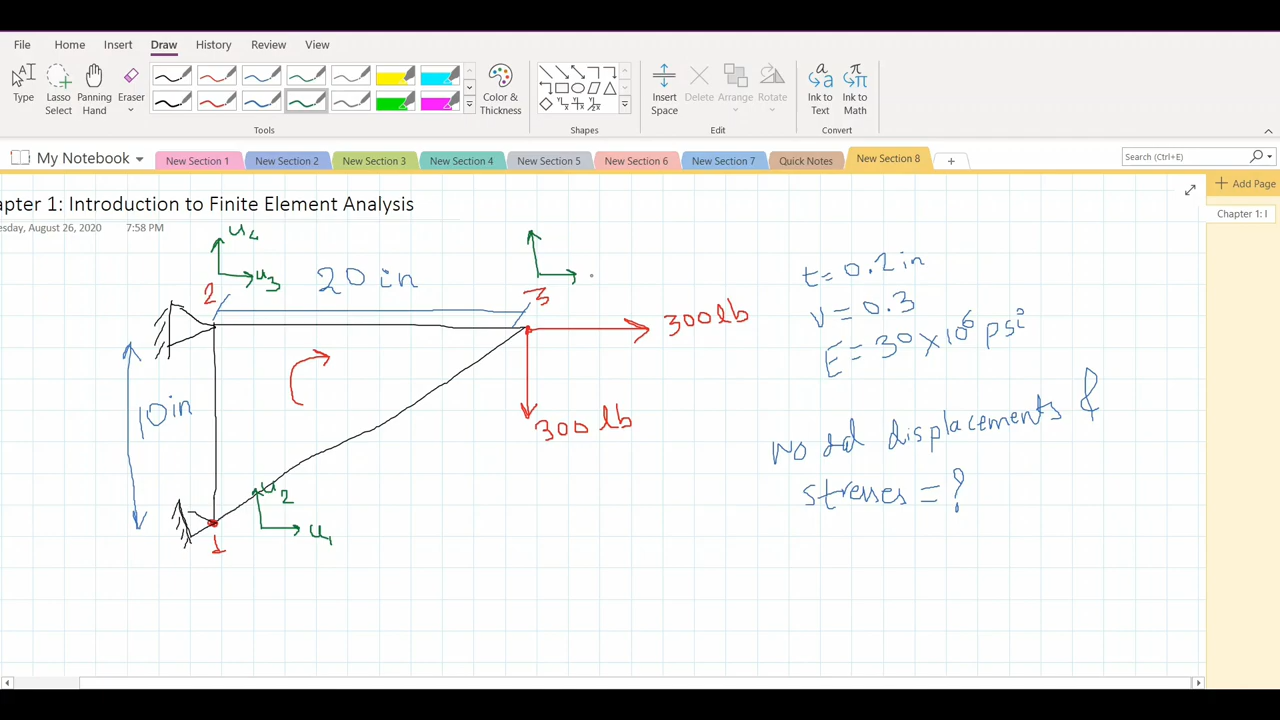 File Home Insert Draw History Review View
Type
Lasso Select
Panning Hand
Eraser
Color & Thickness
Insert Space
Delete
Arrange
Rotate
Ink to Text
Ink to Math
Tools
Shapes
Edit
Convert
My Notebook
New Section 1
New Section 2
New Section 3
New Section 4
New Section 5
New Section 6
New Section 7
Quick Notes
New Section 8
Search (Ctrl+E)
Add Page
Chapter 1: I
apter 1: Introduction to Finite Element Analysis
esday, August 26, 2020 7:58 PM
u4
u3
2
20 in
3
300 lb
300 lb
10 in
u2
u1
1
t = 0.2 in
ν = 0.3
E = 30 × 10^6 psi
Nodal displacements &
stresses = ?